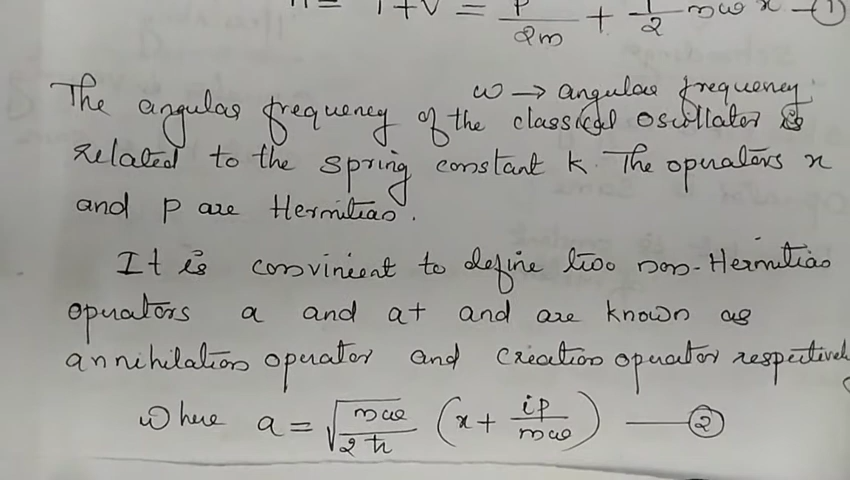 H = T+V = p/2m + 1/2 mω x — ①
ω → angular frequency
The angular frequency of the classical oscillator is
related to the spring constant k. The operators x
and p are Hermitian.
It is convinient to define two non-Hermitian
operators a and a+ and are known as
annihilation operator and creation operator respectively
Where a = √(mω/2ħ) (x + ip/mω) — ②